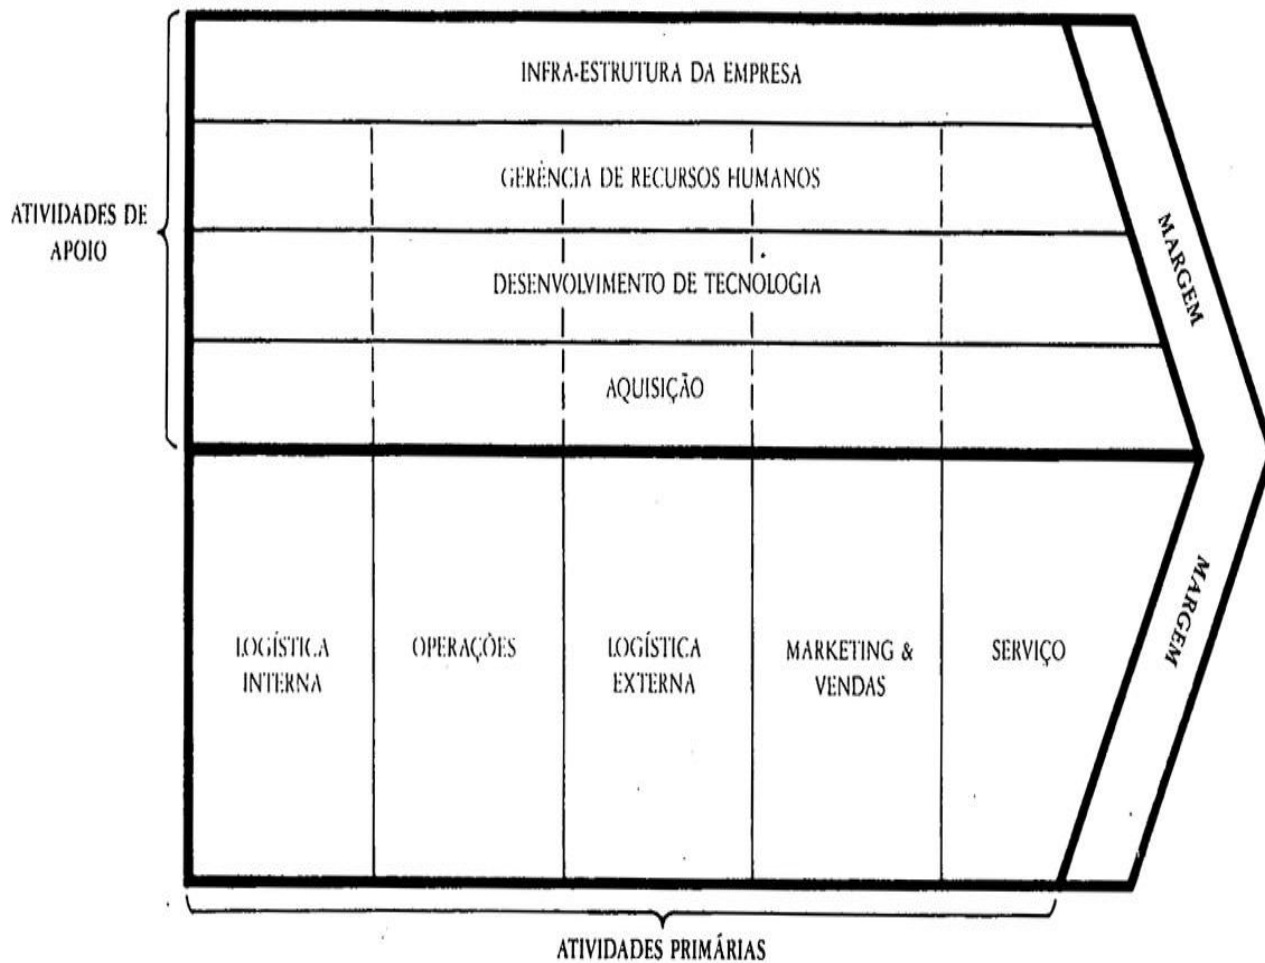 INFRA-ESTRUTURA DA EMPRESA
GERÊNCIA DE RECURSOS HUMANOS
ATIVIDADES DE
APOIO
DESENVOLVIMENTO DE TECNOLOGIA
AQUISIÇÃO
MARGEM
LOGÍSTICA
INTERNA
OPERAÇÕES
LOGÍSTICA
EXTERNA
MARKETING &
VENDAS
SERVIÇO
MARGEM
ATIVIDADES PRIMÁRIAS